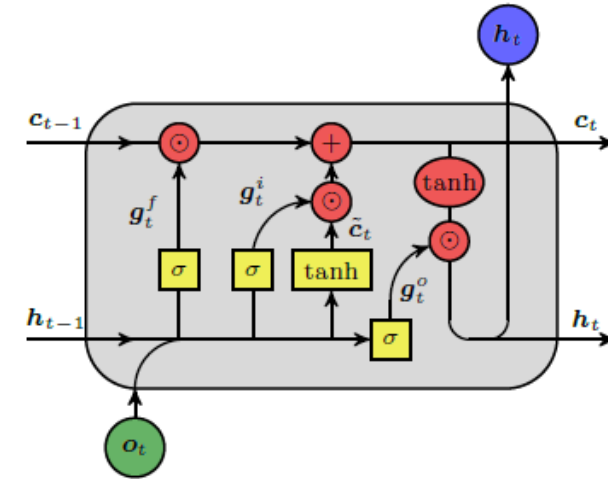 h_t
c_{t-1}
c_t
⊙
+
tanh
g_t^f
g_t^i
⊙
c̃_t
⊙
σ
σ
tanh
g_t^o
h_{t-1}
σ
h_t
o_t